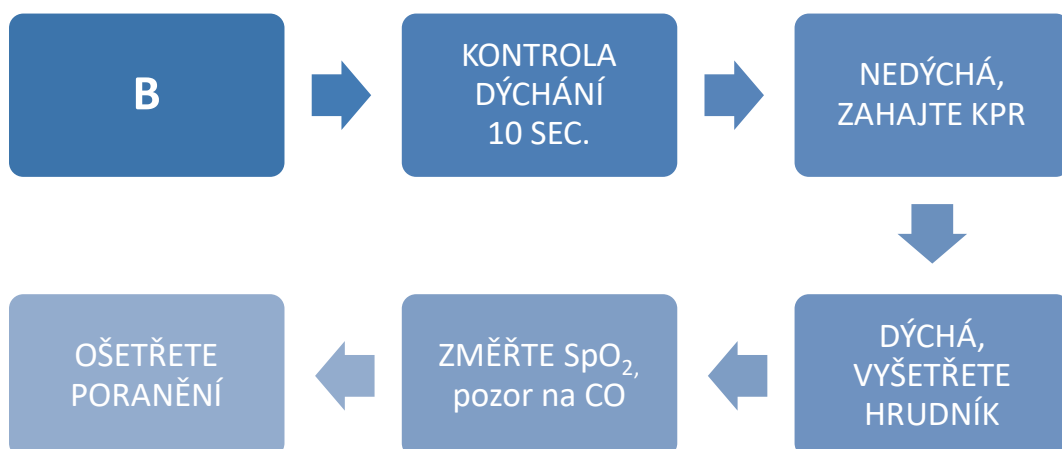 B
KONTROLA
DÝCHÁNÍ
10 SEC.
NEDÝCHÁ,
ZAHAJTE KPR
DÝCHÁ,
VYŠETŘETE
HRUDNÍK
ZMĚŘTE SpO₂,
pozor na CO
OŠETŘETE
PORANĚNÍ